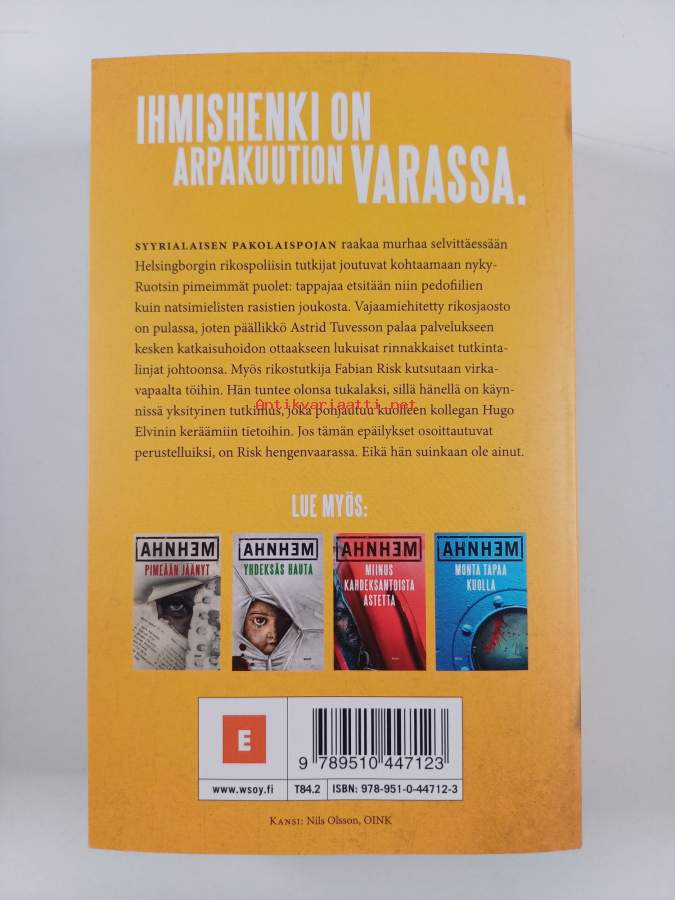 IHMISHENKI ON
ARPAKUUTION VARASSA.
SYYRIALAISEN PAKOLAISPOJAN raakaa murhaa selvittäessään
Helsingborgin rikospoliisin tutkijat joutuvat kohtaamaan nyky-
Ruotsin pimeimmät puolet: tappajaa etsitään niin pedofiilien
kuin natsimielisten rasistien joukosta. Vajaamiehitetty rikosjaosto
on pulassa, joten päällikkö Astrid Tuvesson palaa palvelukseen
kesken katkaisuhoidon ottaakseen lukuisat rinnakkaiset tutkinta-
linjat johtoonsa. Myös rikostutkija Fabian Risk kutsutaan virka-
vapaalta töihin. Hän tuntee olonsa tukalaksi, sillä hänellä on käyn-
nissä yksityinen tutkimus, joka pohjautuu kuolleen kollegan Hugo
Antikvariaatti.net
Elvinin keräämiin tietoihin. Jos tämän epäilykset osoittautuvat
perustelluiksi, on Risk hengenvaarassa. Eikä hän suinkaan ole ainut.
LUE MYÖS:
AHNHEM
PIMEÄÄN JÄÄNYT
AHNHEM
YHDEKSÄS HAUTA
AHNHEM
MIINUS
KAHDEKSANTOISTA
ASTETTA
AHNHEM
MONTA TAPAA
KUOLLA
E
www.wsoy.fi
T84.2
9 789510 447123
ISBN: 978-951-0-44712-3
KANSI: Nils Olsson, OINK